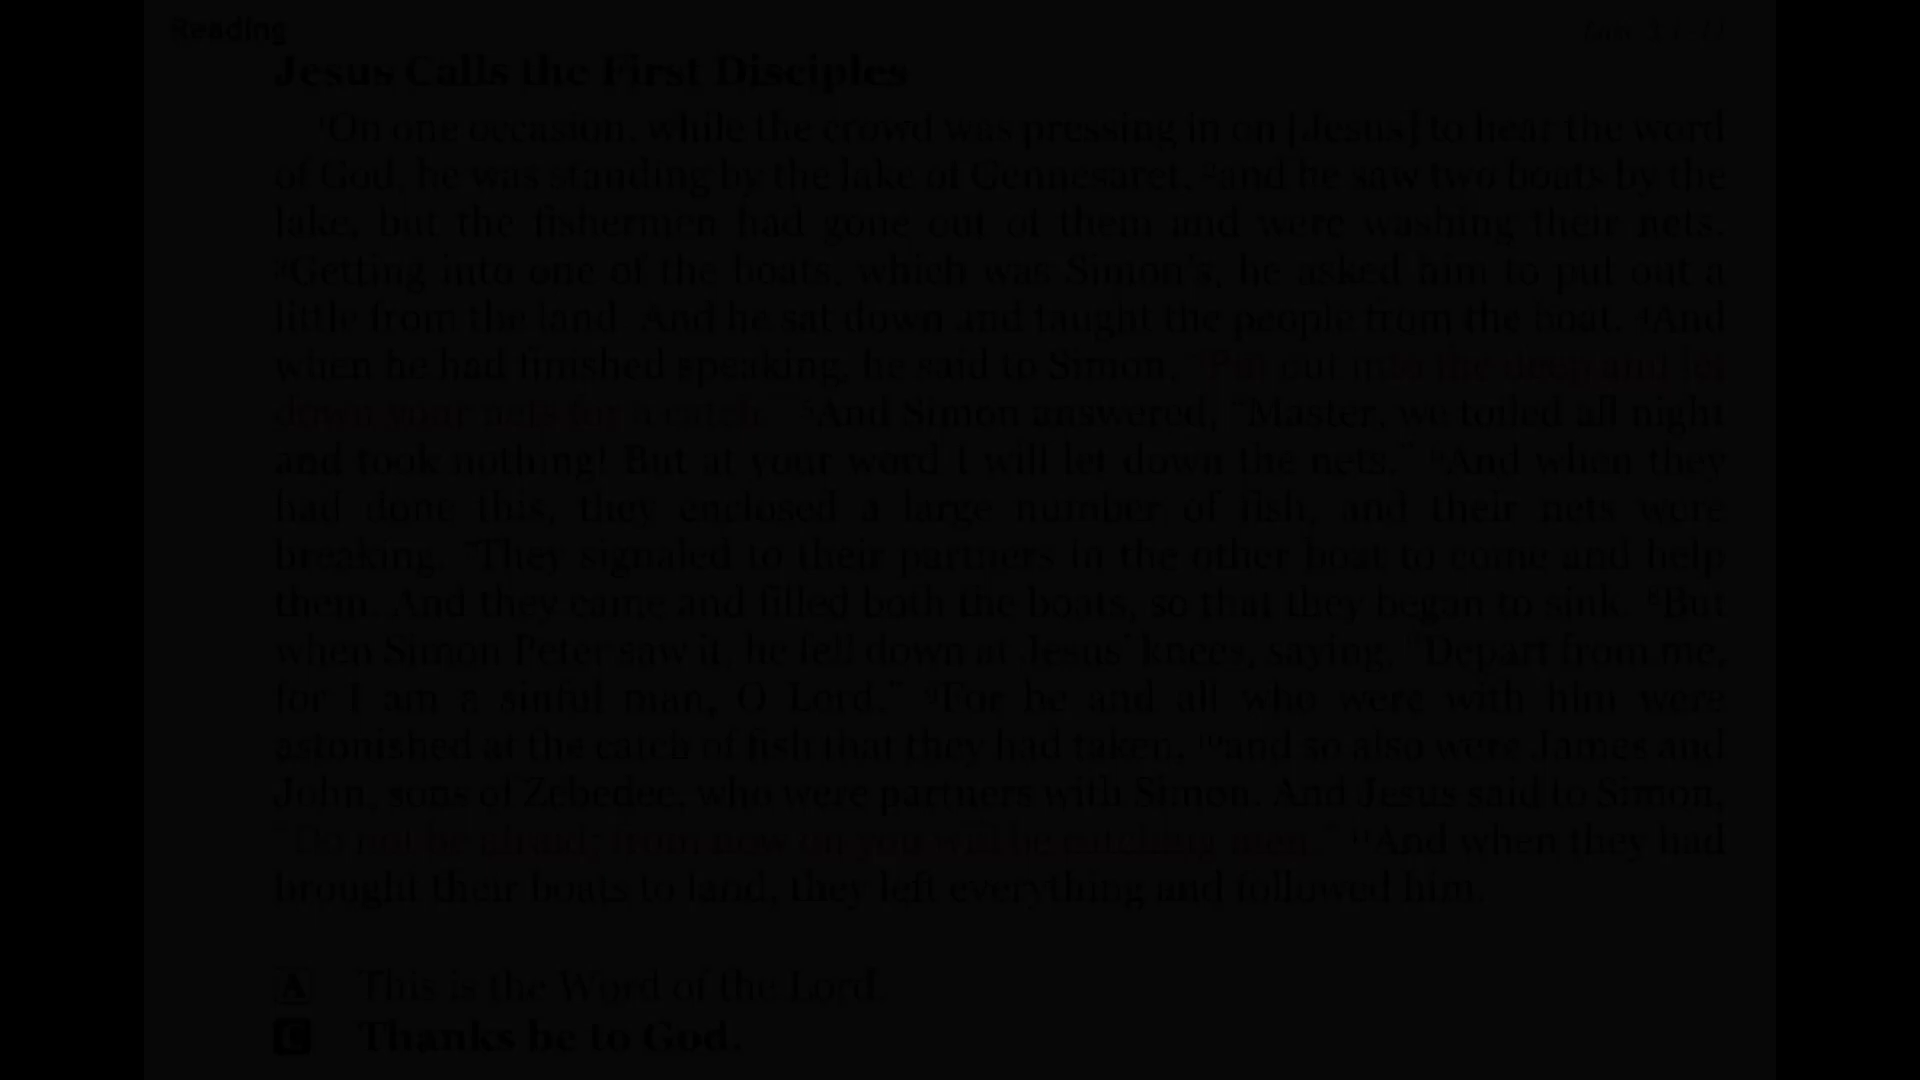 Reading
Jesus Calls the First Disciples
¹On one occasion, while the crowd was pressing in on [Jesus] to hear the word
of God, he was standing by the lake of Gennesaret, ²and he saw two boats by the
lake, but the fishermen had gone out of them and were washing their nets.
³Getting into one of the boats, which was Simon's, he asked him to put out a
little from the land. And he sat down and taught the people from the boat. ⁴And
when he had finished speaking, he said to Simon, "Put out into the deep and let
down your nets for a catch." ⁵And Simon answered, "Master, we toiled all night
and took nothing! But at your word I will let down the nets." ⁶And when they
had done this, they enclosed a large number of fish, and their nets were
breaking. ⁷They signaled to their partners in the other boat to come and help
them. And they came and filled both the boats, so that they began to sink. ⁸But
when Simon Peter saw it, he fell down at Jesus' knees, saying, "Depart from me,
for I am a sinful man, O Lord." ⁹For he and all who were with him were
astonished at the catch of fish that they had taken, ¹⁰and so also were James and
John, sons of Zebedee, who were partners with Simon. And Jesus said to Simon,
"Do not be afraid; from now on you will be catching men." ¹¹And when they had
brought their boats to land, they left everything and followed him.
A This is the Word of the Lord.
C Thanks be to God.